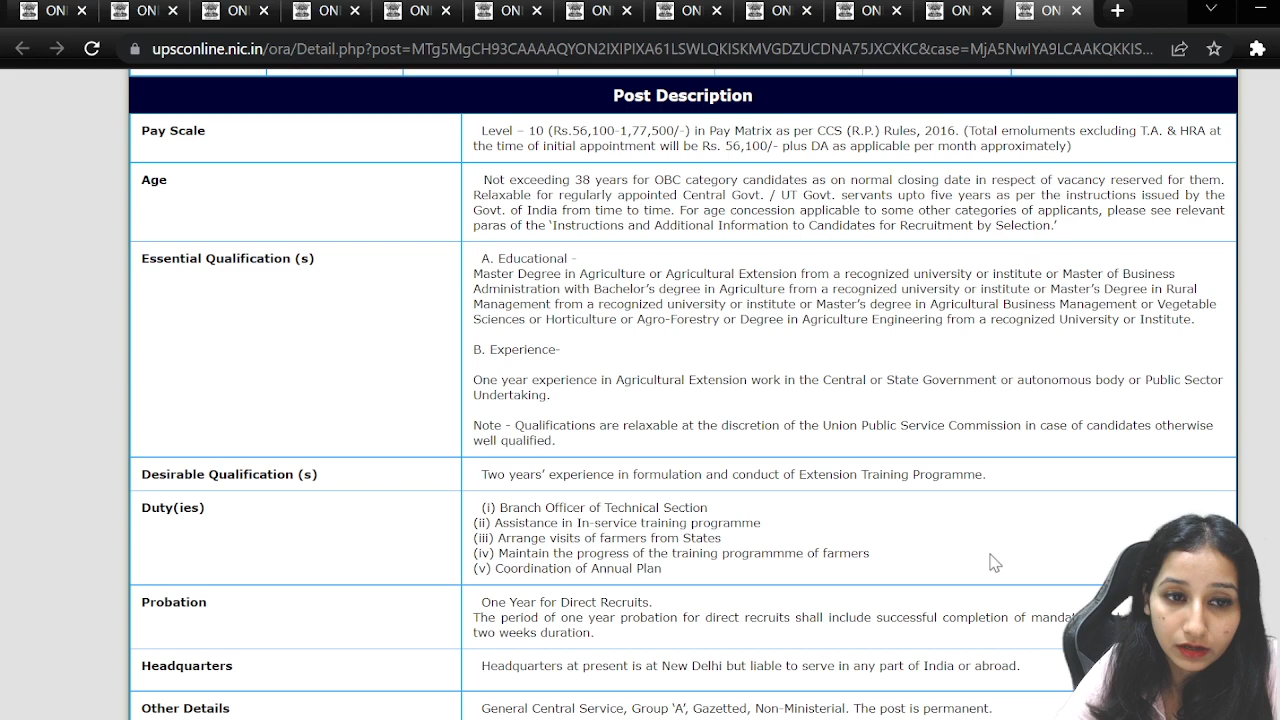 ONI ONI ONI ONI ONI ONI ONI ONI ONI ONI ONI ONI
upsconline.nic.in/ora/Detail.php?post=MTg5MgCH93CAAAAQYON2IXIPIXA61LSWLQKISKMVGDZUCDNA75JXCXKC&case=MjA5NwIYA9LCAAKQKKIS...
Post Description
Pay Scale
Level – 10 (Rs.56,100-1,77,500/-) in Pay Matrix as per CCS (R.P.) Rules, 2016. (Total emoluments excluding T.A. & HRA at
the time of initial appointment will be Rs. 56,100/- plus DA as applicable per month approximately)
Age
Not exceeding 38 years for OBC category candidates as on normal closing date in respect of vacancy reserved for them.
Relaxable for regularly appointed Central Govt. / UT Govt. servants upto five years as per the instructions issued by the
Govt. of India from time to time. For age concession applicable to some other categories of applicants, please see relevant
paras of the ‘Instructions and Additional Information to Candidates for Recruitment by Selection.’
Essential Qualification (s)
A. Educational -
Master Degree in Agriculture or Agricultural Extension from a recognized university or institute or Master of Business
Administration with Bachelor’s degree in Agriculture from a recognized university or institute or Master’s Degree in Rural
Management from a recognized university or institute or Master’s degree in Agricultural Business Management or Vegetable
Sciences or Horticulture or Agro-Forestry or Degree in Agriculture Engineering from a recognized University or Institute.
B. Experience-
One year experience in Agricultural Extension work in the Central or State Government or autonomous body or Public Sector
Undertaking.
Note - Qualifications are relaxable at the discretion of the Union Public Service Commission in case of candidates otherwise
well qualified.
Desirable Qualification (s)
Two years’ experience in formulation and conduct of Extension Training Programme.
Duty(ies)
(i) Branch Officer of Technical Section
(ii) Assistance in In-service training programme
(iii) Arrange visits of farmers from States
(iv) Maintain the progress of the training programmme of farmers
(v) Coordination of Annual Plan
Probation
One Year for Direct Recruits.
The period of one year probation for direct recruits shall include successful completion of
two weeks duration.
Headquarters
Headquarters at present is at New Delhi but liable to serve in any part of India or abroad.
Other Details
General Central Service, Group ‘A’, Gazetted, Non-Ministerial. The post is permanent.